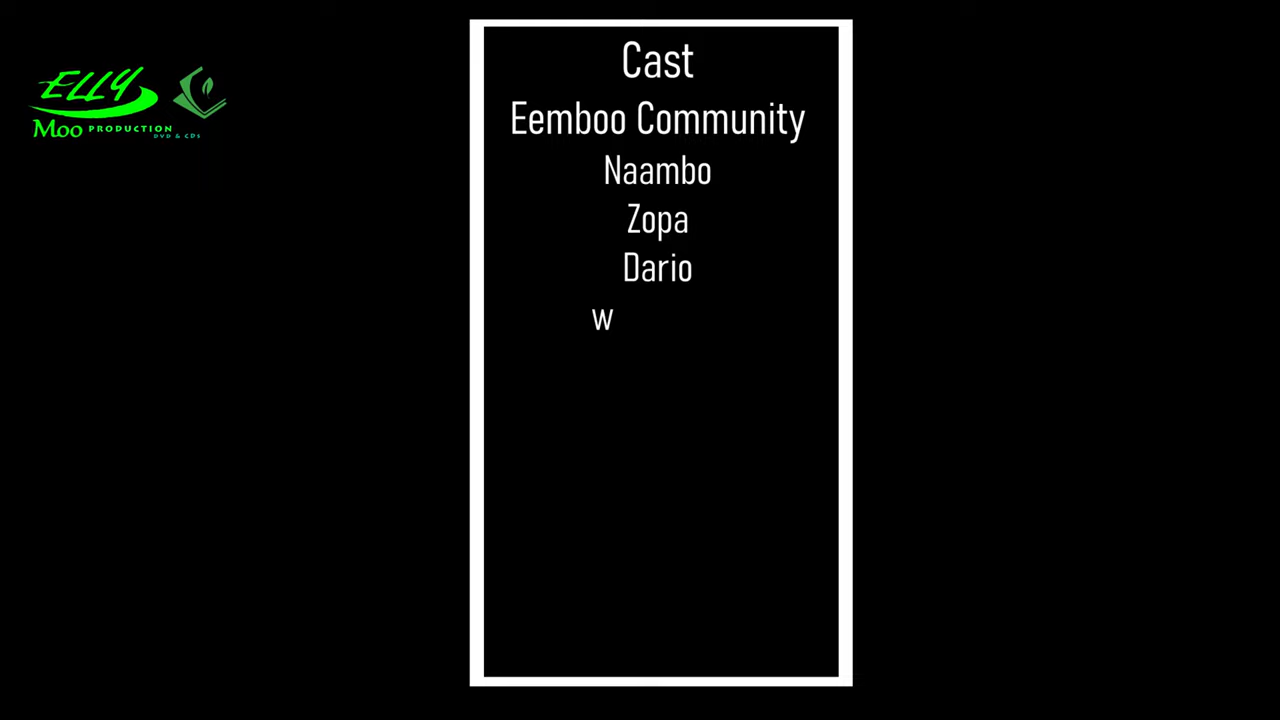 ELLY
Moo PRODUCTION
DVD & CDs
Cast
Eemboo Community
Naambo
Zopa
Dario
W